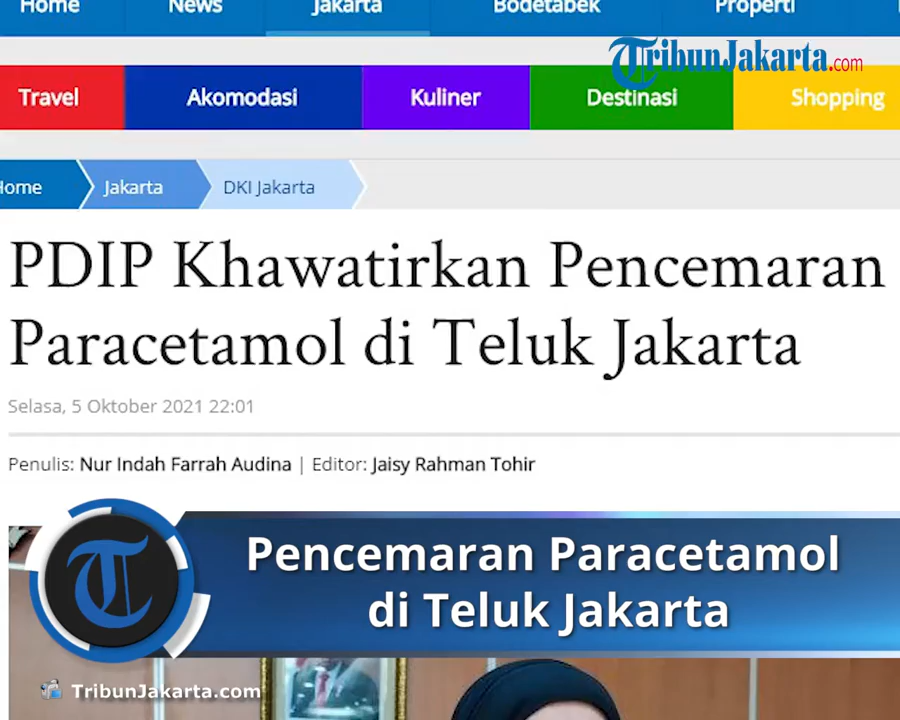 Home News Jakarta Bodetabek Properti
TribunJakarta.com
Travel Akomodasi Kuliner Destinasi Shopping
Home Jakarta DKI Jakarta
PDIP Khawatirkan Pencemaran
Paracetamol di Teluk Jakarta
Selasa, 5 Oktober 2021 22:01
Penulis: Nur Indah Farrah Audina | Editor: Jaisy Rahman Tohir
Pencemaran Paracetamol
di Teluk Jakarta
TribunJakarta.com